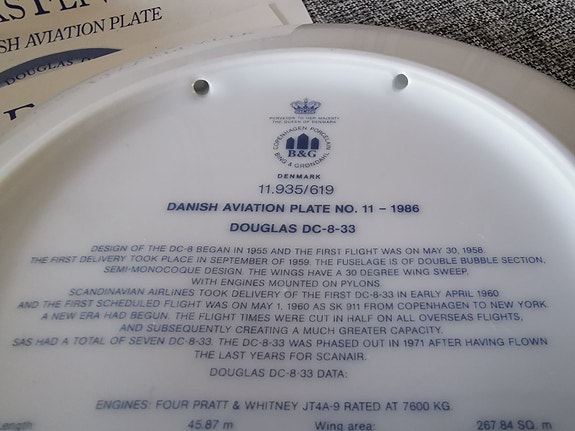 DANISH AVIATION PLATE
DOUGLAS
PURVEYOR TO HER MAJESTY
THE QUEEN OF DENMARK
COPENHAGEN PORCELAIN
B&G
BING & GRØNDAHL
DENMARK
11.935/619
DANISH AVIATION PLATE NO. 11 – 1986
DOUGLAS DC-8-33
DESIGN OF THE DC-8 BEGAN IN 1955 AND THE FIRST FLIGHT WAS ON MAY 30, 1958.
THE FIRST DELIVERY TOOK PLACE IN SEPTEMBER OF 1959. THE FUSELAGE IS OF DOUBLE BUBBLE SECTION,
SEMI-MONOCOQUE DESIGN. THE WINGS HAVE A 30 DEGREE WING SWEEP,
WITH ENGINES MOUNTED ON PYLONS.
SCANDINAVIAN AIRLINES TOOK DELIVERY OF THE FIRST DC-8-33 IN EARLY APRIL 1960
AND THE FIRST SCHEDULED FLIGHT WAS ON MAY 1, 1960 AS SK 911 FROM COPENHAGEN TO NEW YORK.
A NEW ERA HAD BEGUN. THE FLIGHT TIMES WERE CUT IN HALF ON ALL OVERSEAS FLIGHTS,
AND SUBSEQUENTLY CREATING A MUCH GREATER CAPACITY.
SAS HAD A TOTAL OF SEVEN DC-8-33. THE DC-8-33 WAS PHASED OUT IN 1971 AFTER HAVING FLOWN
THE LAST YEARS FOR SCANAIR.
DOUGLAS DC-8-33 DATA:
ENGINES: FOUR PRATT & WHITNEY JT4A-9 RATED AT 7600 KG.
Length 45.87 m Wing area: 267.84 SQ. m